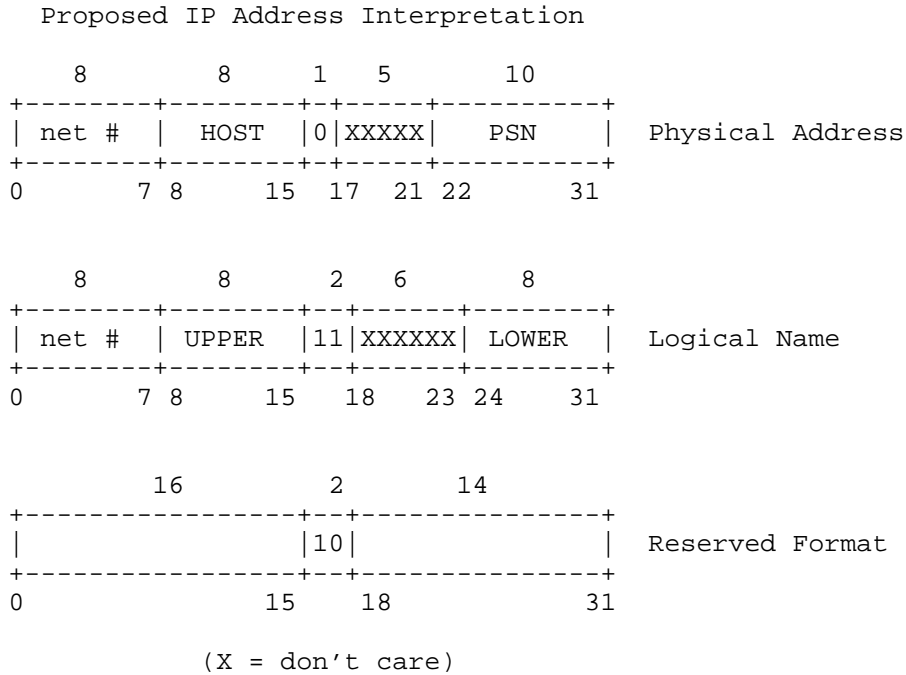 Proposed IP Address Interpretation
    8        8     1   5       10
+--------+--------+-+-----+----------+
| net #  |  HOST  |0|XXXXX|   PSN    |  Physical Address
+--------+--------+-+-----+----------+
0       7 8     15  17  21 22      31
    8        8      2   6       8
+--------+--------+--+------+--------+
| net #  | UPPER  |11|XXXXXX| LOWER  |  Logical Name
+--------+--------+--+------+--------+
0       7 8     15   18   23 24    31
         16         2       14
+-----------------+--+---------------+
|                 |10|               |  Reserved Format
+-----------------+--+---------------+
0               15    18            31
(X = don't care)